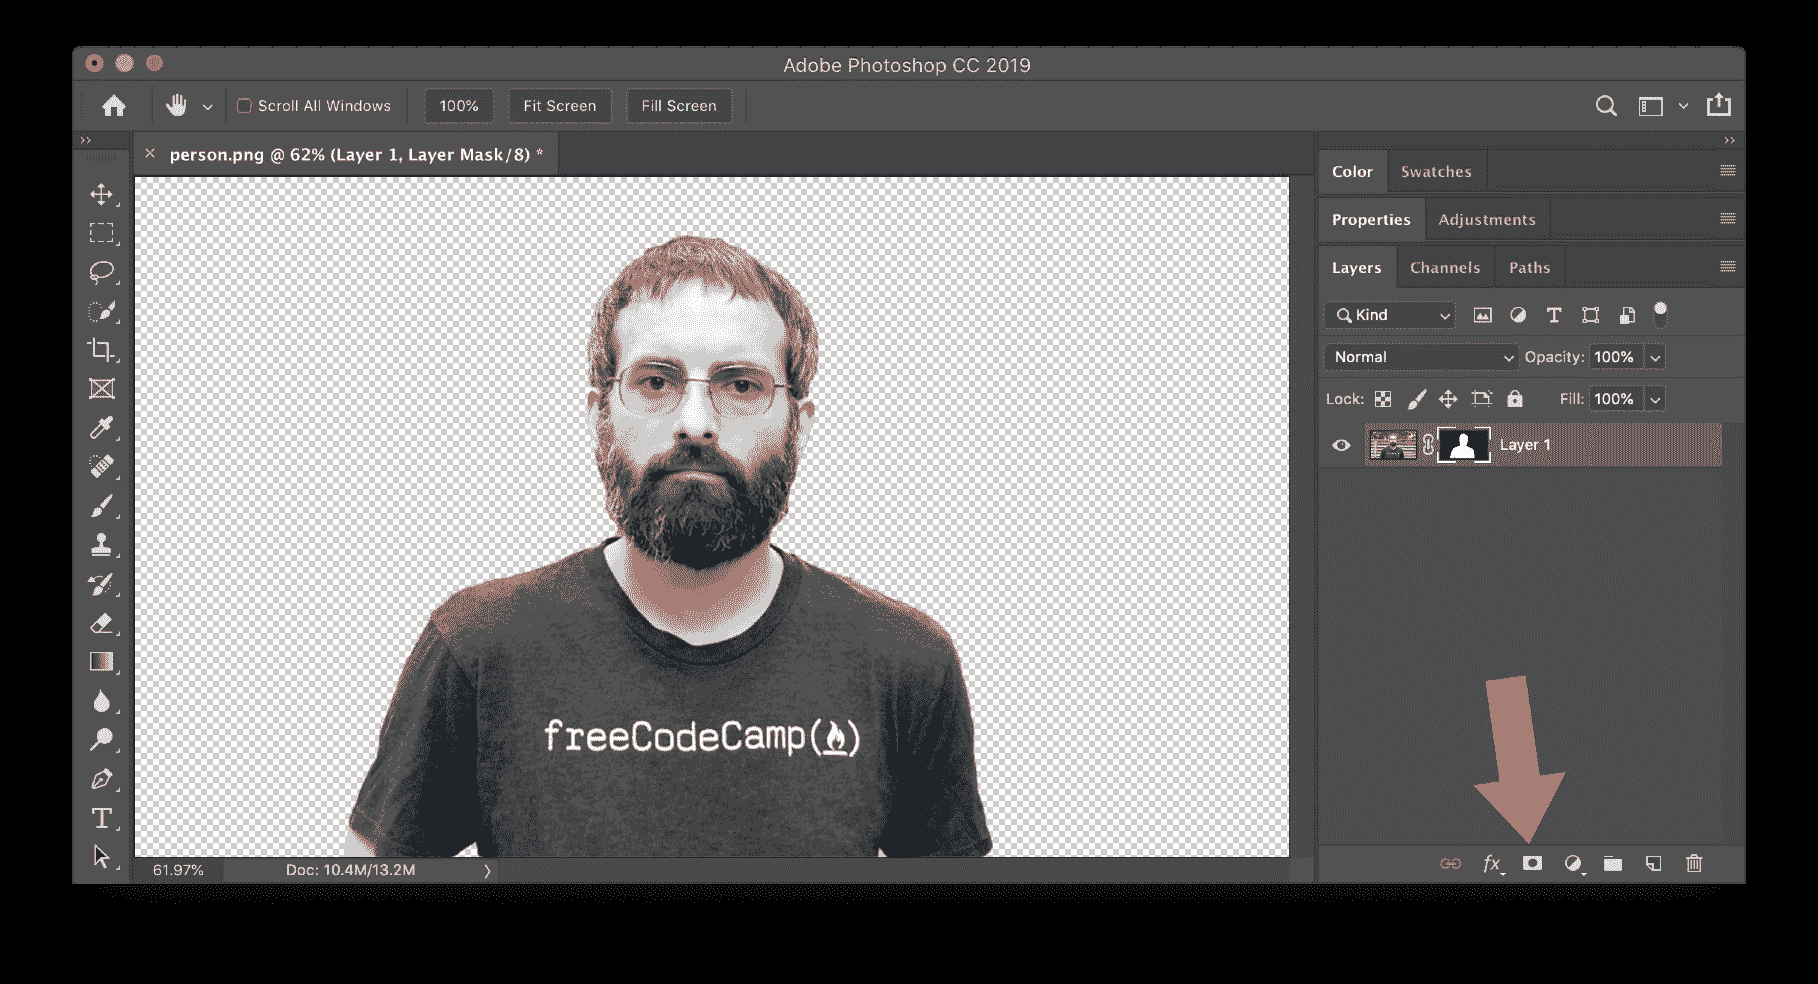 Adobe Photoshop CC 2019
Scroll All Windows 100% Fit Screen Fill Screen
person.png @ 62% (Layer 1, Layer Mask/8) *
Color Swatches
Properties Adjustments
Layers Channels Paths
Kind
Normal Opacity: 100%
Lock: Fill: 100%
Layer 1
freeCodeCamp(🔥)
61.97% Doc: 10.4M/13.2M
fx